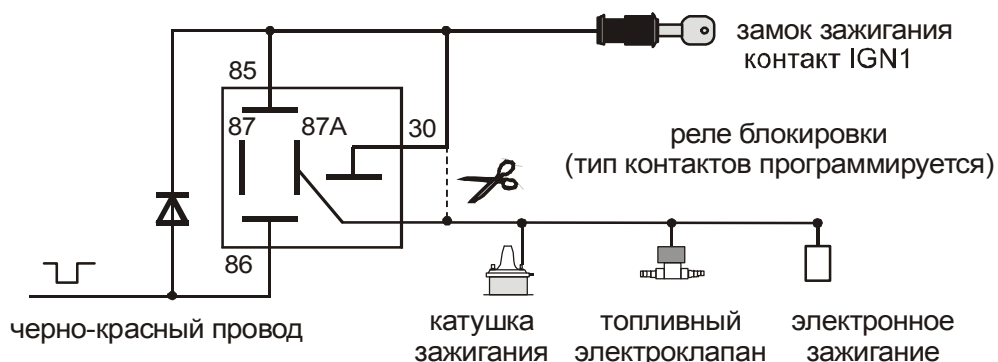 замок зажигания
контакт IGN1
85
87 87A 30
реле блокировки
(тип контактов программируется)
86
черно-красный провод
катушка
зажигания
топливный
электроклапан
электронное
зажигание